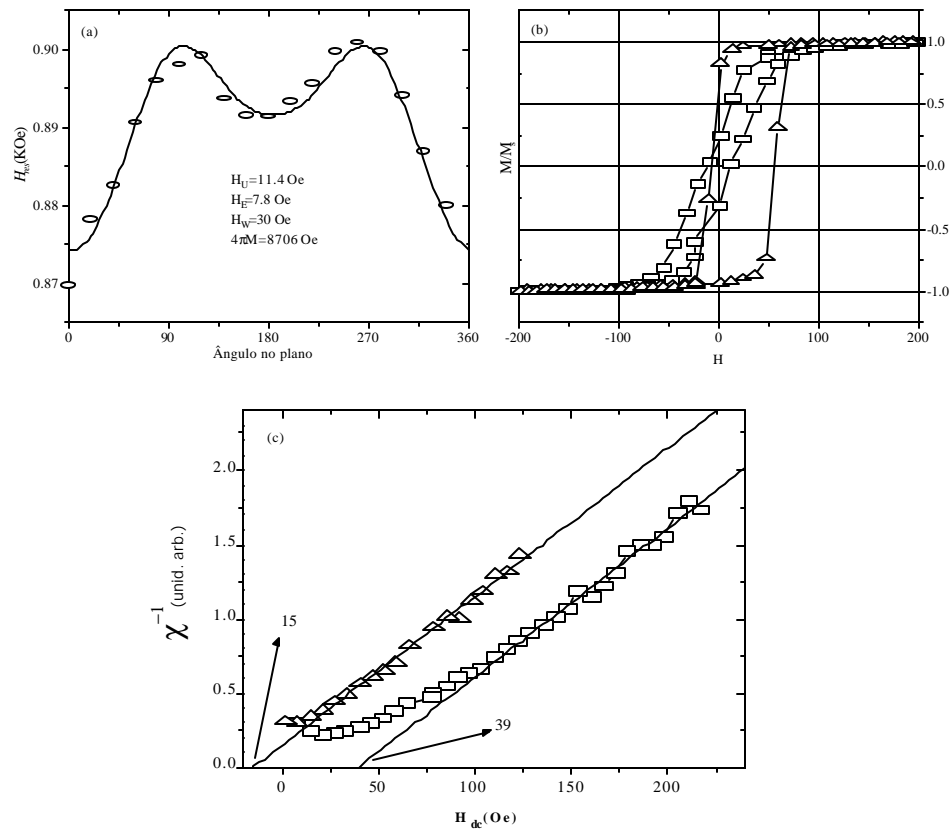 (a)
0.90
0.89
0.88
0.87
H_res(KOe)
H_U=11.4 Oe
H_E=7.8 Oe
H_W=30 Oe
4πM=8706 Oe
0 90 180 270 360
Ângulo no plano
(b)
1.0
0.5
0.0
-0.5
-1.0
M/M_s
-200 -100 0 100 200
H
(c)
2.0
1.5
1.0
0.5
0.0
χ⁻¹ (unid. arb.)
15
39
0 50 100 150 200
H_dc(Oe)